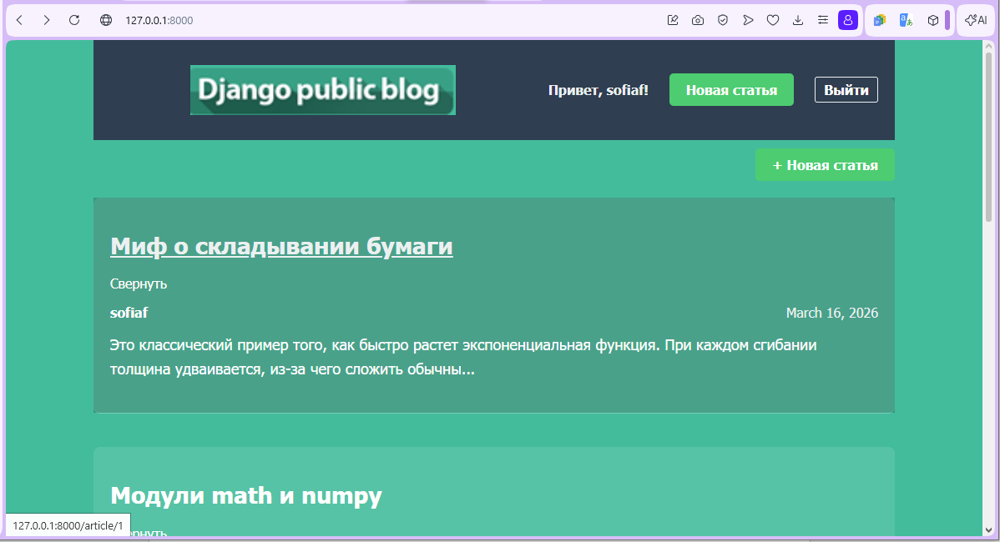 127.0.0.1:8000
AI
Django public blog
Привет, sofiaf!
Новая статья
Выйти
+ Новая статья
Миф о складывании бумаги
Свернуть
sofiaf
March 16, 2026
Это классический пример того, как быстро растет экспоненциальная функция. При каждом сгибании
толщина удваивается, из-за чего сложить обычны...
Модули math и numpy
127.0.0.1:8000/article/1